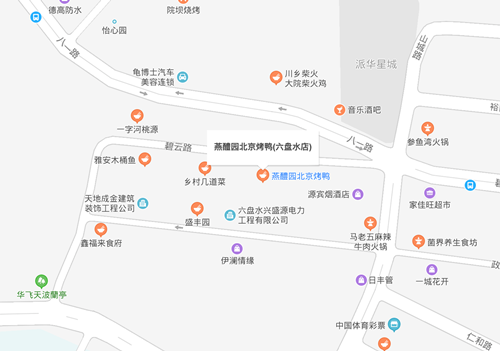 德高防水
院坝烧烤
怡心园
八一路
山城路
派华星城
龟博士汽车
美容连锁
川乡柴火
大院柴火鸡
音乐酒吧
一字河桃源
八一路
参鱼湾火锅
碧云路
燕醴园北京烤鸭(六盘水店)
雅安木桶鱼
乡村几道菜
燕醴园北京烤鸭
源宾烟酒店
家佳旺超市
天地成金建筑
装饰工程公司
盛丰园
六盘水兴盛源电力
工程有限公司
马老五麻辣
牛肉火锅
菌界养生食坊
鑫福来食府
伊澜情缘
日丰管
一城花开
华飞天波蘭亭
中国体育彩票
仁和路